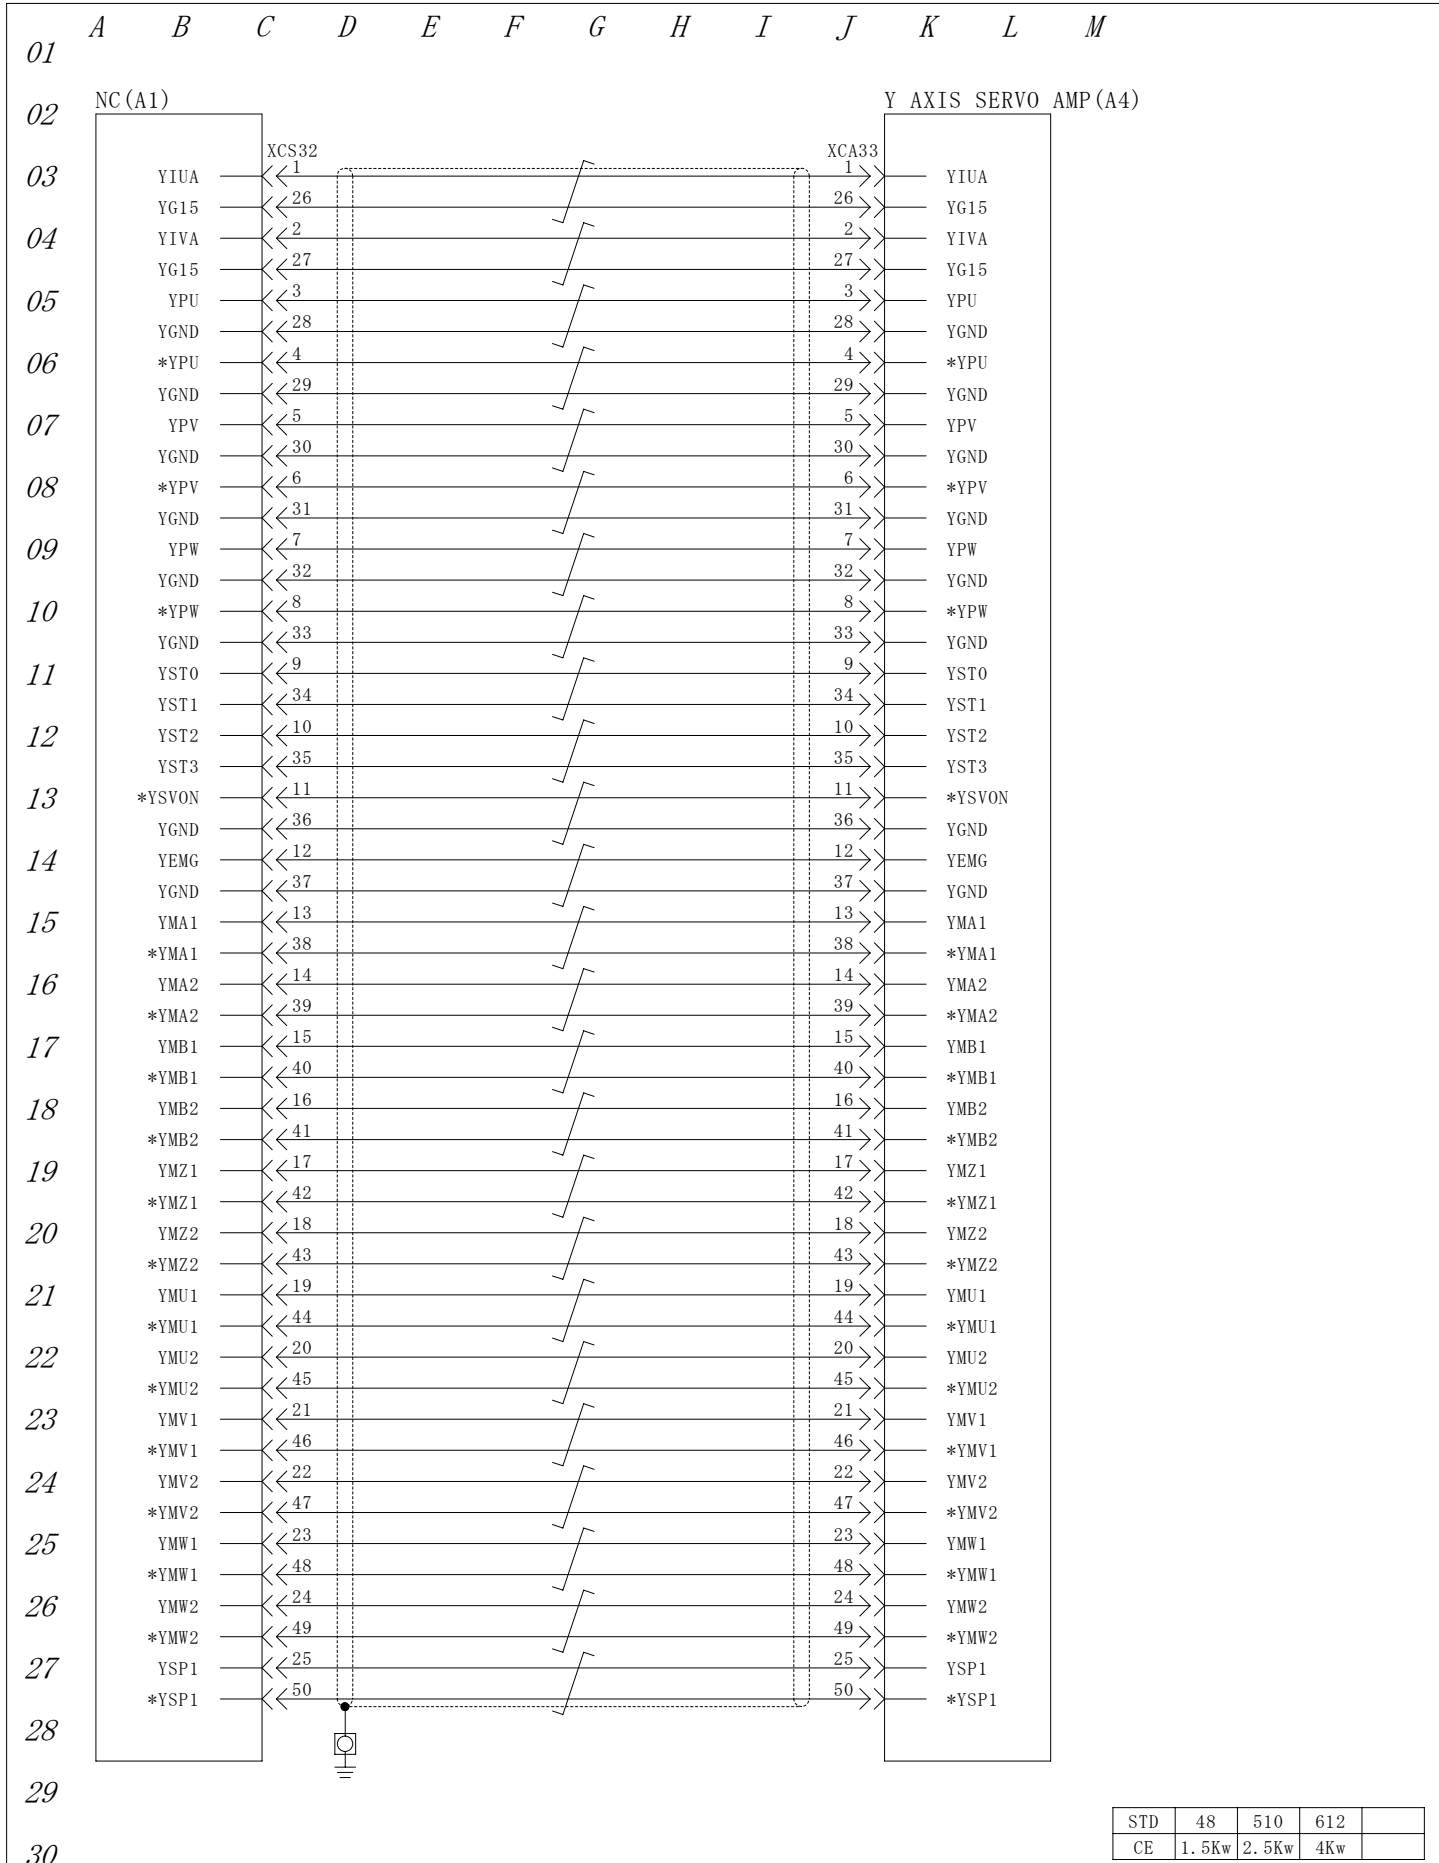 A B C D E F G H I J K L M
01
02 NC(A1) Y AXIS SERVO AMP(A4)
XCS32 XCA33
03 YIUA 1 1 YIUA
YG15 26 26 YG15
04 YIVA 2 2 YIVA
YG15 27 27 YG15
05 YPU 3 3 YPU
YGND 28 28 YGND
06 *YPU 4 4 *YPU
YGND 29 29 YGND
07 YPV 5 5 YPV
YGND 30 30 YGND
08 *YPV 6 6 *YPV
YGND 31 31 YGND
09 YPW 7 7 YPW
YGND 32 32 YGND
10 *YPW 8 8 *YPW
YGND 33 33 YGND
11 YST0 9 9 YST0
YST1 34 34 YST1
12 YST2 10 10 YST2
YST3 35 35 YST3
13 *YSVON 11 11 *YSVON
YGND 36 36 YGND
14 YEMG 12 12 YEMG
YGND 37 37 YGND
15 YMA1 13 13 YMA1
*YMA1 38 38 *YMA1
16 YMA2 14 14 YMA2
*YMA2 39 39 *YMA2
17 YMB1 15 15 YMB1
*YMB1 40 40 *YMB1
18 YMB2 16 16 YMB2
*YMB2 41 41 *YMB2
19 YMZ1 17 17 YMZ1
*YMZ1 42 42 *YMZ1
20 YMZ2 18 18 YMZ2
*YMZ2 43 43 *YMZ2
21 YMU1 19 19 YMU1
*YMU1 44 44 *YMU1
22 YMU2 20 20 YMU2
*YMU2 45 45 *YMU2
23 YMV1 21 21 YMV1
*YMV1 46 46 *YMV1
24 YMV2 22 22 YMV2
*YMV2 47 47 *YMV2
25 YMW1 23 23 YMW1
*YMW1 48 48 *YMW1
26 YMW2 24 24 YMW2
*YMW2 49 49 *YMW2
27 YSP1 25 25 YSP1
*YSP1 50 50 *YSP1
28
29
STD 48 510 612
30 CE 1.5Kw 2.5Kw 4Kw